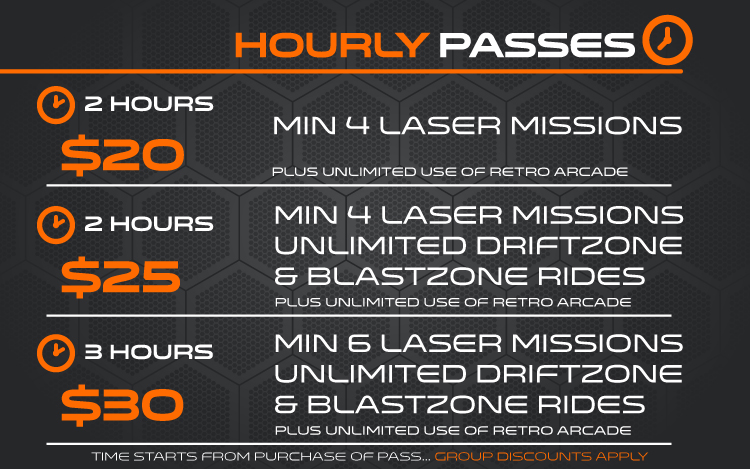 HOURLY PASSES
2 HOURS
$20
MIN 4 LASER MISSIONS
PLUS UNLIMITED USE OF RETRO ARCADE
2 HOURS
$25
MIN 4 LASER MISSIONS
UNLIMITED DRIFTZONE
& BLASTZONE RIDES
PLUS UNLIMITED USE OF RETRO ARCADE
3 HOURS
$30
MIN 6 LASER MISSIONS
UNLIMITED DRIFTZONE
& BLASTZONE RIDES
PLUS UNLIMITED USE OF RETRO ARCADE
TIME STARTS FROM PURCHASE OF PASS... GROUP DISCOUNTS APPLY